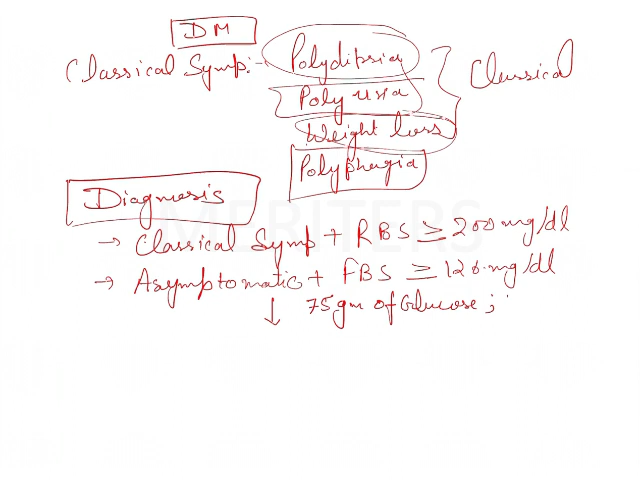 DM
Classical Symp:- Polydipsia
Poly uria
Weight loss
Polyphagia
Classical
Diagnosis
→ Classical Symp + RBS ≥ 200 mg/dl
→ Asymptomatic + FBS ≥ 126 mg/dl
↓ 75 gm of Glucose ;
MERITERS